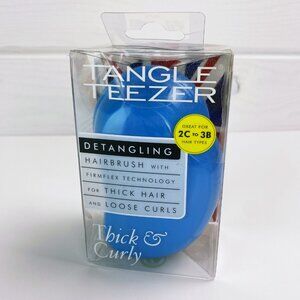 TANGLE
TEEZER
GREAT FOR
2C TO 3B
HAIR TYPES
DETANGLING
HAIRBRUSH WITH
FIRMFLEX TECHNOLOGY
FOR THICK HAIR
AND LOOSE CURLS
Thick &
Curly